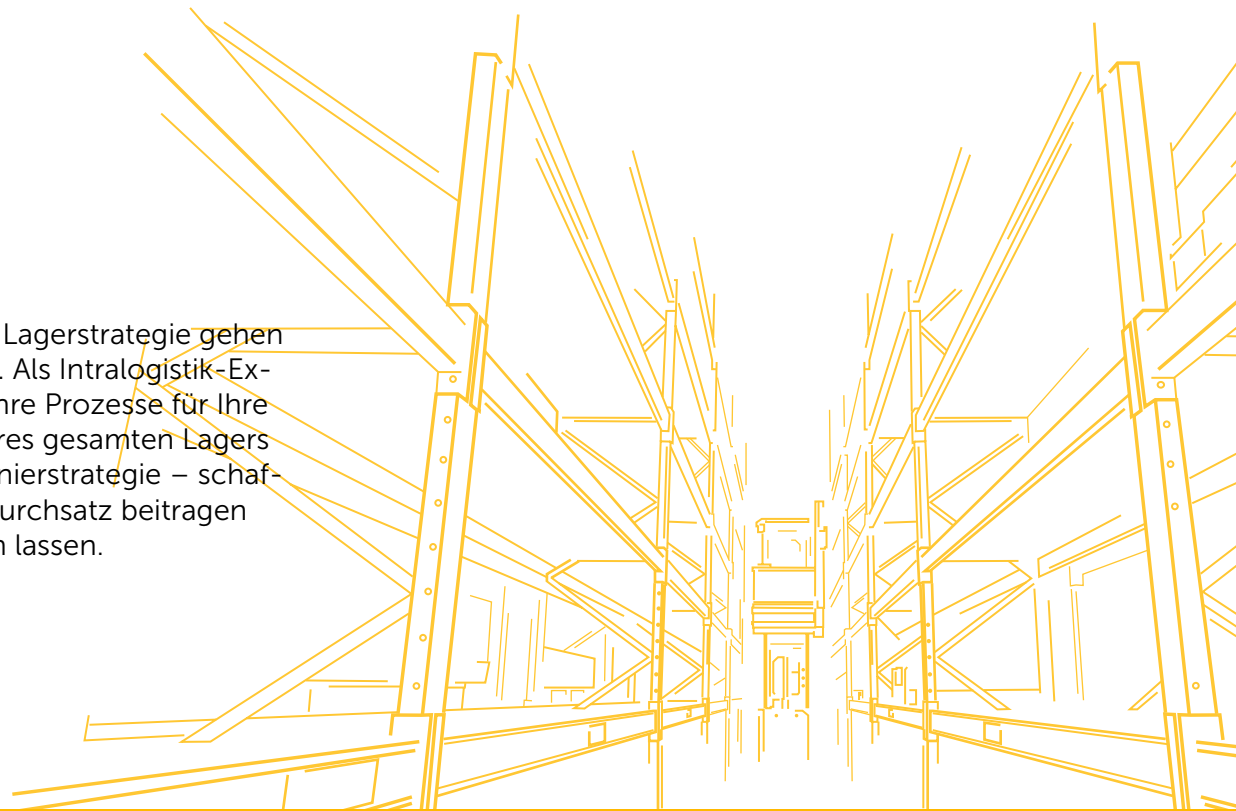 Lagerstrategie gehen
. Als Intralogistik-Ex-
hre Prozesse für Ihre
res gesamten Lagers
nierstrategie – schaf-
urchsatz beitragen
n lassen.